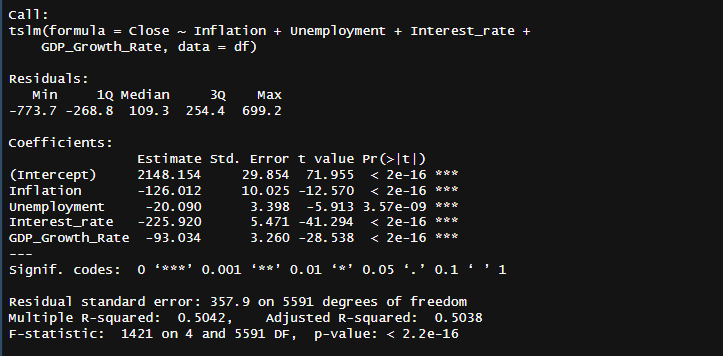 Call:
tslm(formula = Close ~ Inflation + Unemployment + Interest_rate +
    GDP_Growth_Rate, data = df)

Residuals:
   Min     1Q Median     3Q    Max
-773.7 -268.8  109.3  254.4  699.2

Coefficients:
                Estimate Std. Error t value Pr(>|t|)
(Intercept)     2148.154     29.854  71.955  < 2e-16 ***
Inflation       -126.012     10.025 -12.570  < 2e-16 ***
Unemployment     -20.090      3.398  -5.913 3.57e-09 ***
Interest_rate   -225.920      5.471 -41.294  < 2e-16 ***
GDP_Growth_Rate  -93.034      3.260 -28.538  < 2e-16 ***
---
Signif. codes:  0 ‘***’ 0.001 ‘**’ 0.01 ‘*’ 0.05 ‘.’ 0.1 ‘ ’ 1

Residual standard error: 357.9 on 5591 degrees of freedom
Multiple R-squared:  0.5042,    Adjusted R-squared:  0.5038
F-statistic:  1421 on 4 and 5591 DF,  p-value: < 2.2e-16